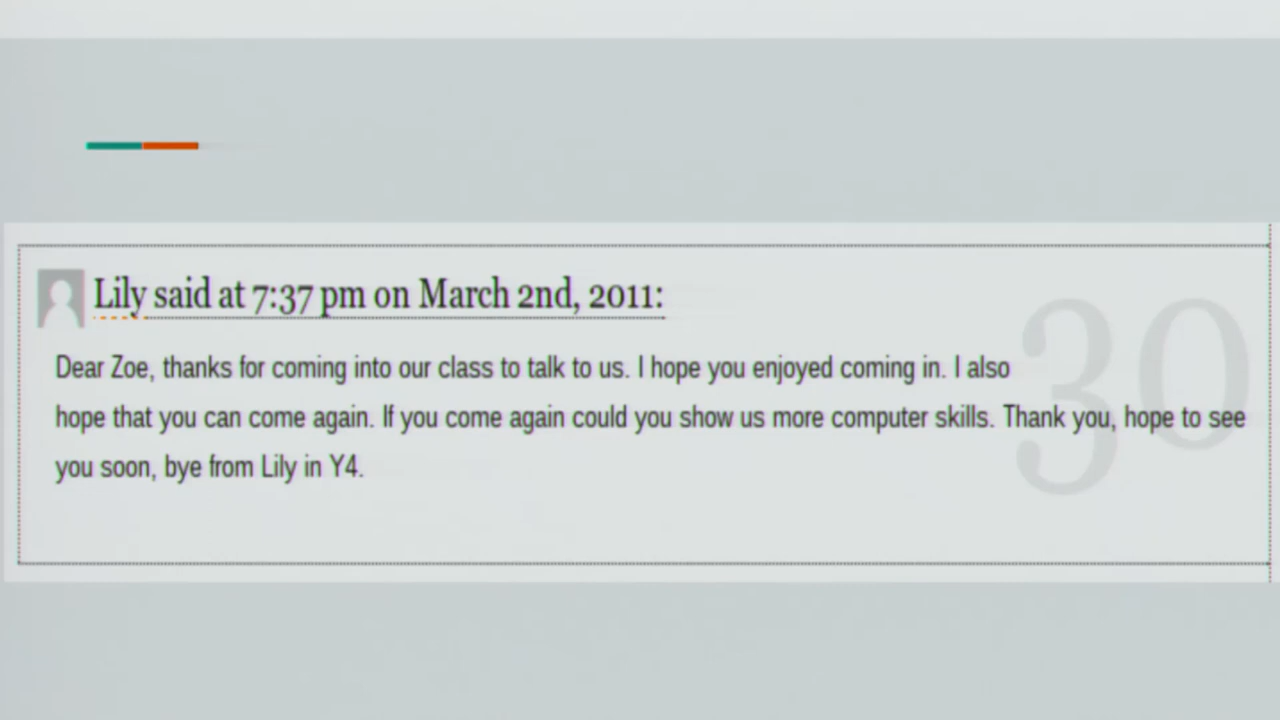 Lily said at 7:37 pm on March 2nd, 2011:
30
Dear Zoe, thanks for coming into our class to talk to us. I hope you enjoyed coming in. I also
hope that you can come again. If you come again could you show us more computer skills. Thank you, hope to see
you soon, bye from Lily in Y4.